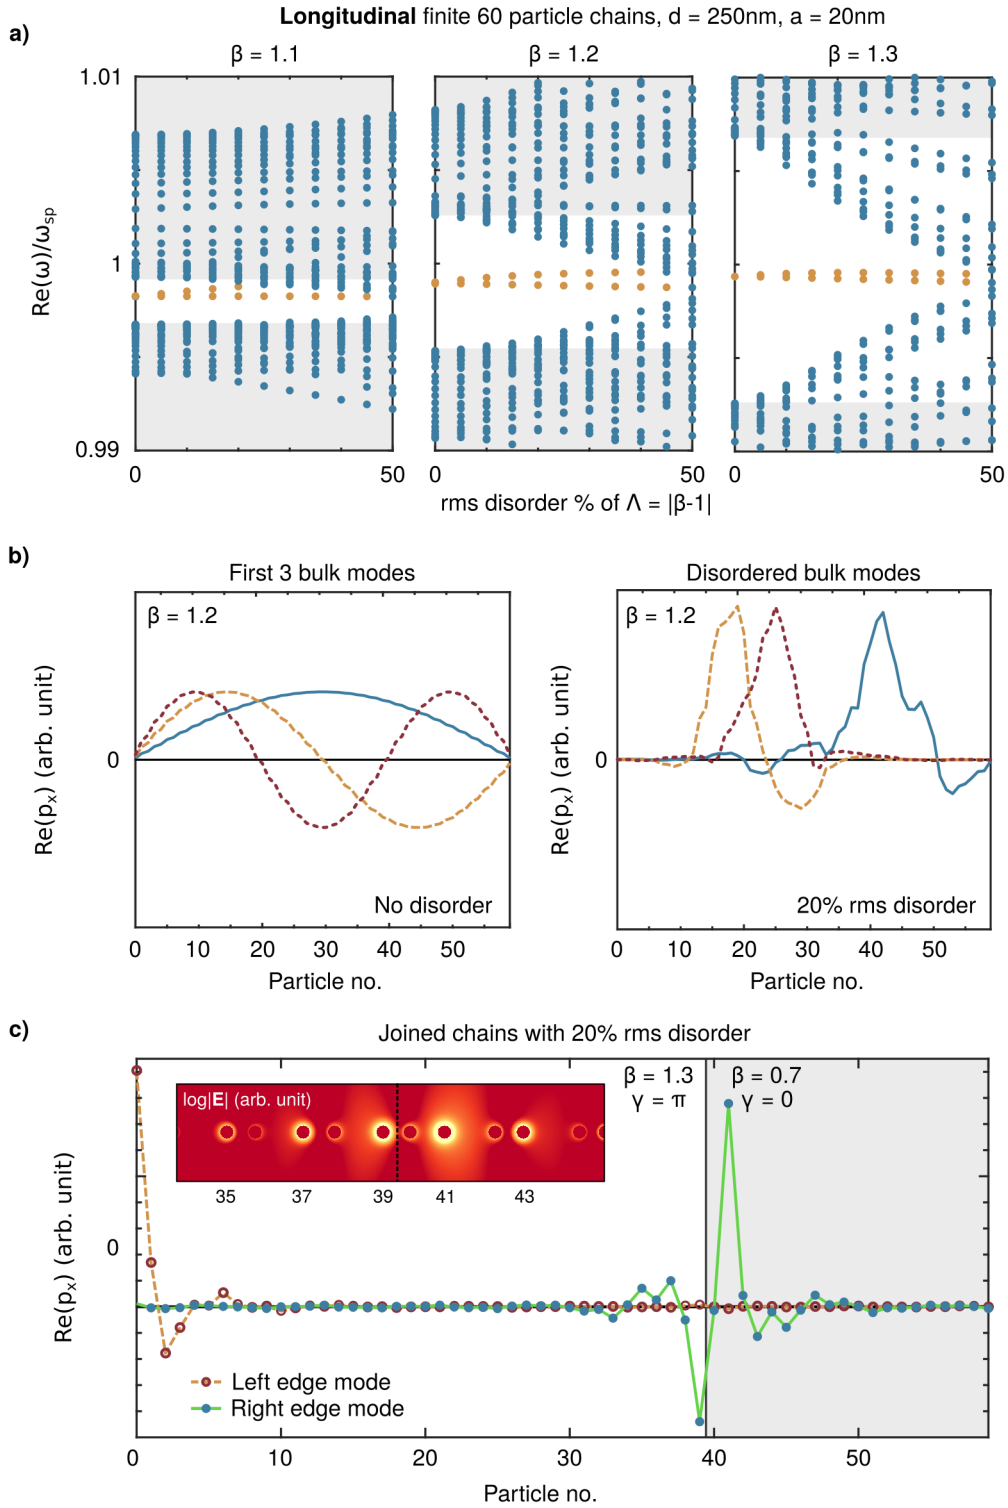 Longitudinal finite 60 particle chains, d = 250nm, a = 20nm
a)
β = 1.1
β = 1.2
β = 1.3
1.01
1
0.99
Re(ω)/ω_sp
0
50
0
50
0
50
rms disorder % of Λ = |β-1|
b)
First 3 bulk modes
Disordered bulk modes
β = 1.2
β = 1.2
Re(p_x) (arb. unit)
0
Re(p_x) (arb. unit)
0
No disorder
20% rms disorder
0 10 20 30 40 50
0 10 20 30 40 50
Particle no.
Particle no.
c)
Joined chains with 20% rms disorder
β = 1.3
γ = π
β = 0.7
γ = 0
log|E| (arb. unit)
35 37 39 41 43
Re(p_x) (arb. unit)
0
Left edge mode
Right edge mode
0 10 20 30 40 50
Particle no.